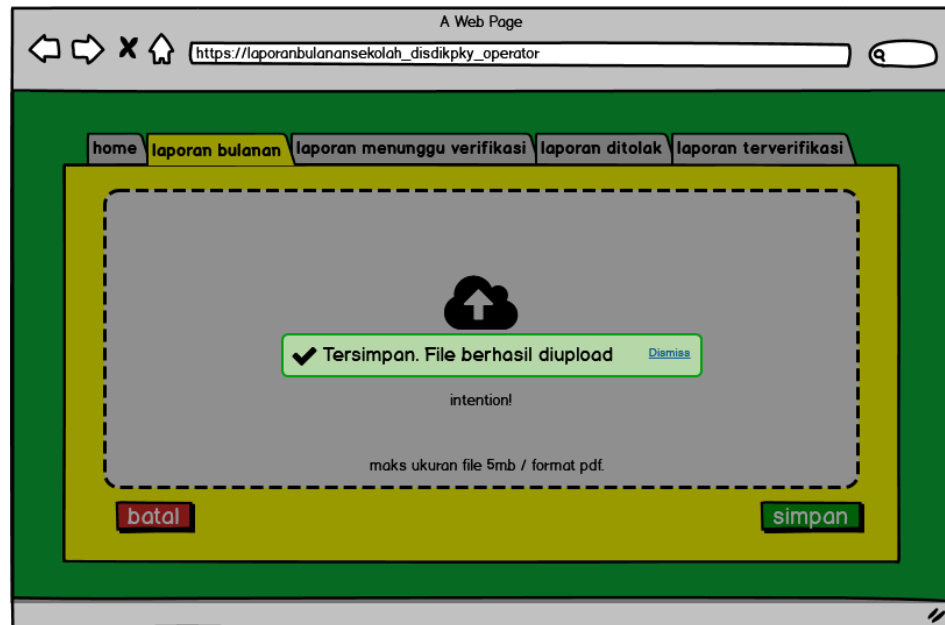 A Web Page
https://laporanbulanansekolah_disdikpky_operator
home laporan bulanan laporan menunggu verifikasi laporan ditolak laporan terverifikasi
Tersimpan. File berhasil diupload Dismiss
intention!
maks ukuran file 5mb / format pdf.
batal simpan